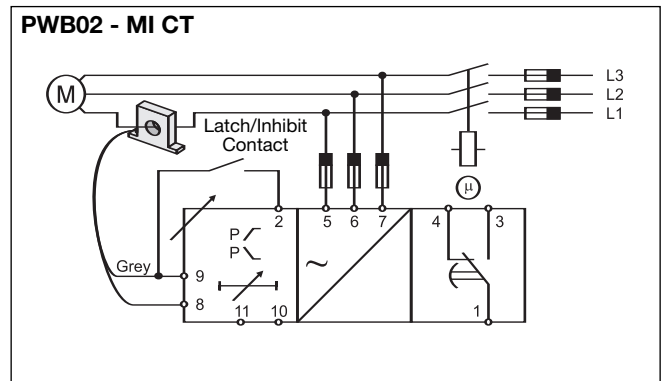 PWB02 - MI CT
L3
L2
L1
M
Latch/Inhibit
Contact
µ
2
5
6
7
4
3
P
P
~
Grey
9
8
11
10
1